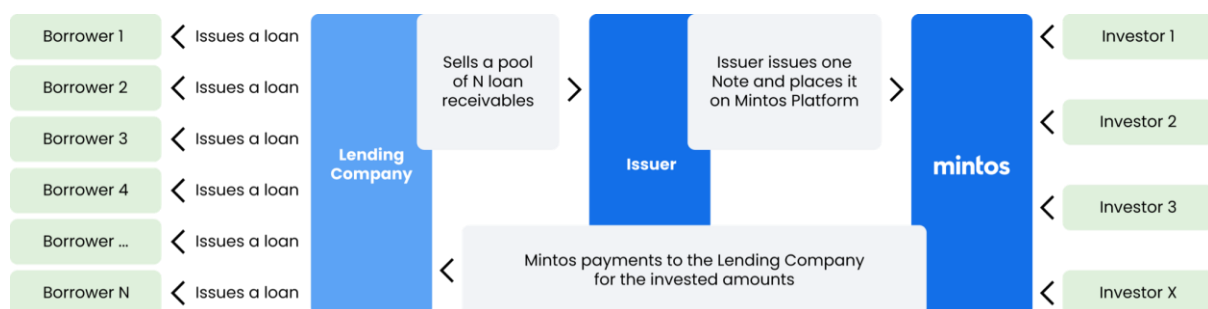 Borrower 1
Issues a loan
Borrower 2
Issues a loan
Borrower 3
Issues a loan
Borrower 4
Issues a loan
Borrower ...
Issues a loan
Borrower N
Issues a loan
Lending
Company
Sells a pool
of N loan
receivables
Issuer
Issuer issues one
Note and places it
on Mintos Platform
Mintos payments to the Lending Company
for the invested amounts
mintos
Investor 1
Investor 2
Investor 3
Investor X